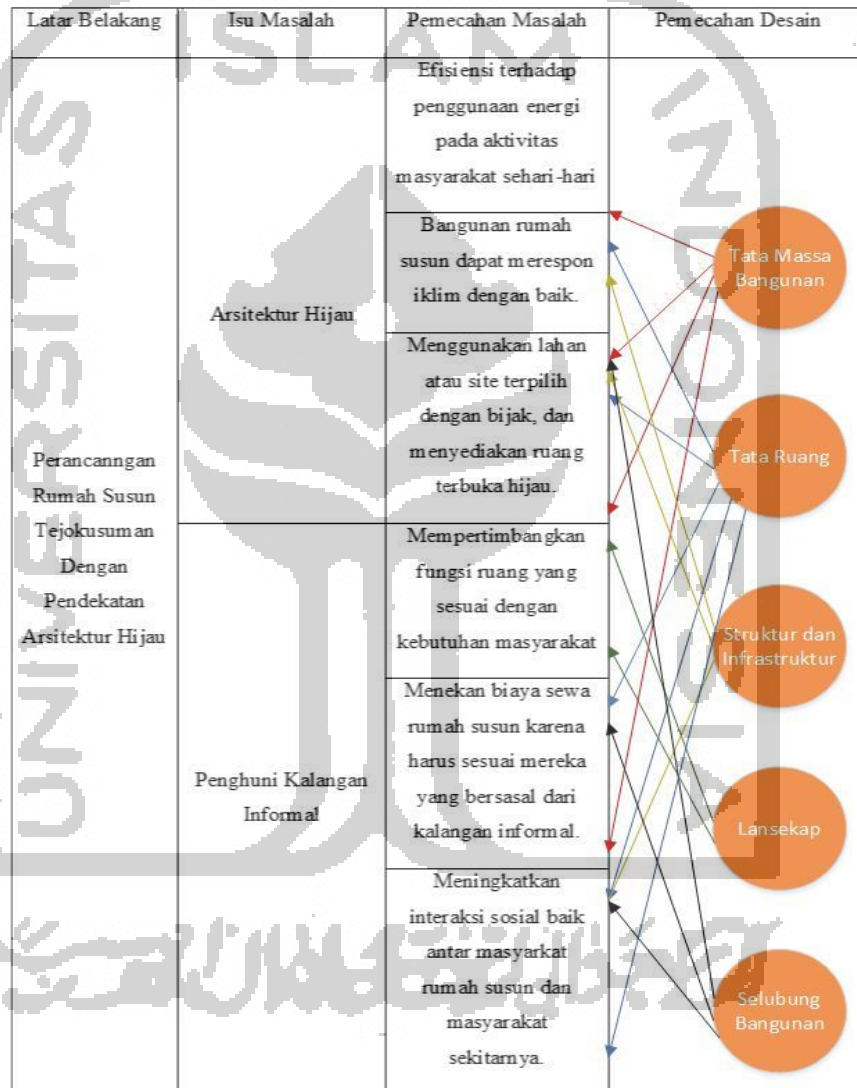 Latar Belakang
Isu Masalah
Pemecahan Masalah
Pemecahan Desain
Perancanngan
Rumah Susun
Tejokusuman
Dengan
Pendekatan
Arsitektur Hijau
Arsitektur Hijau
Penghuni Kalangan
Informal
Efisiensi terhadap
penggunaan energi
pada aktivitas
masyarakat sehari-hari
Bangunan rumah
susun dapat merespon
iklim dengan baik.
Menggunakan lahan
atau site terpilih
dengan bijak, dan
menyediakan ruang
terbuka hijau.
Mempertimbangkan
fungsi ruang yang
sesuai dengan
kebutuhan masyarakat
Menekan biaya sewa
rumah susun karena
harus sesuai mereka
yang bersasal dari
kalangan informal.
Meningkatkan
interaksi sosial baik
antar masyarkat
rumah susun dan
masyarakat
sekitarnya.
Tata Massa
Bangunan
Tata Ruang
Struktur dan
Infrastruktur
Lansekap
Selubung
Bangunan
UNIVERSITAS
ISLAM
INDONESIA